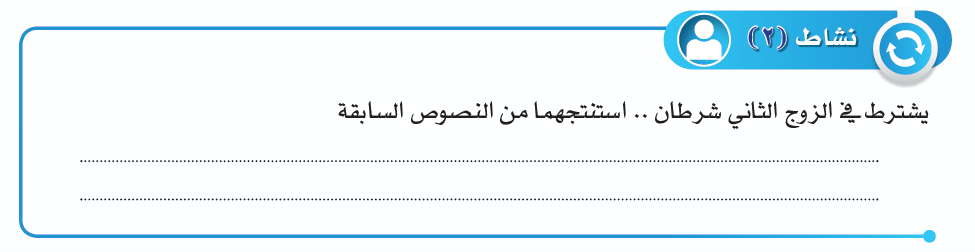 نشاط (٢)
يشترط في الزوج الثاني شرطان .. استنتجهما من النصوص السابقة